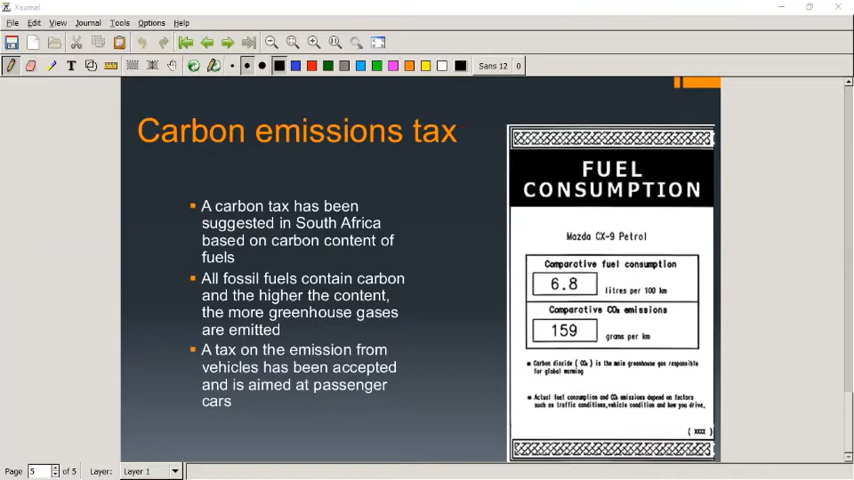 Xournal
File Edit View Journal Tools Options Help
Sans 12 0
Carbon emissions tax
A carbon tax has been
suggested in South Africa
based on carbon content of
fuels
All fossil fuels contain carbon
and the higher the content,
the more greenhouse gases
are emitted
A tax on the emission from
vehicles has been accepted
and is aimed at passenger
cars
FUEL
CONSUMPTION
Mazda CX-9 Petrol
Comparative fuel consumption
6.8 litres per 100 km
Comparative CO₂ emissions
159 grams per km
Carbon dioxide (CO₂) is the main greenhouse gas responsible
for global warming
Actual fuel consumption and CO₂ emissions depend on factors
such as traffic conditions, vehicle condition and how you drive.
( XXXX )
Page 5 of 5 Layer: Layer 1